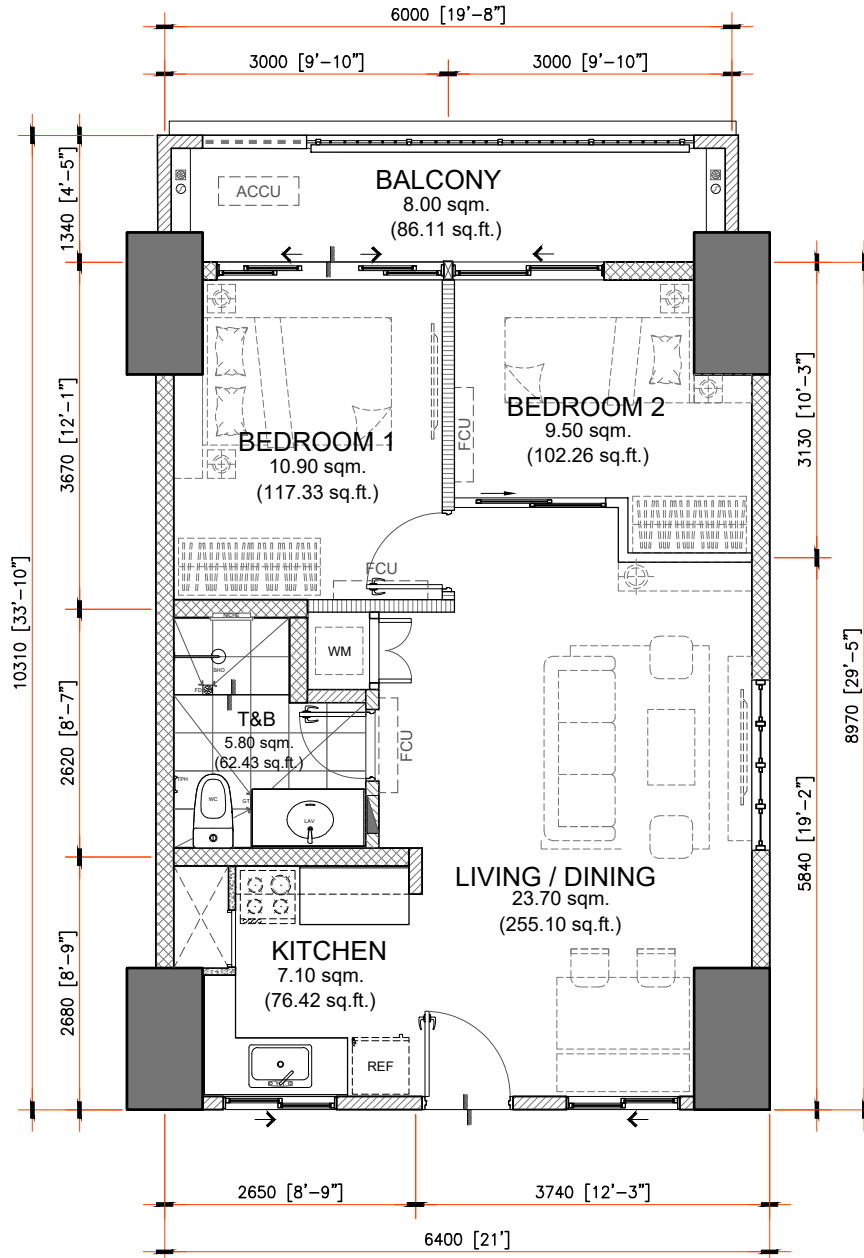 6000 [19'-8"]
3000 [9'-10"]
3000 [9'-10"]
1340 [4'-5"]
ACCU
BALCONY
8.00 sqm.
(86.11 sq.ft.)
3670 [12'-1"]
3130 [10'-3"]
BEDROOM 1
10.90 sqm.
(117.33 sq.ft.)
FCU
BEDROOM 2
9.50 sqm.
(102.26 sq.ft.)
FCU
10310 [33'-10"]
8970 [29'-5"]
NICHE
SHO
FD
WM
2620 [8'-7"]
T&B
5.80 sqm.
(62.43 sq.ft.)
FCU
TPH
WC
GT
LAV
5840 [19'-2"]
LIVING / DINING
23.70 sqm.
(255.10 sq.ft.)
KITCHEN
7.10 sqm.
(76.42 sq.ft.)
2680 [8'-9"]
REF
2650 [8'-9"]
3740 [12'-3"]
6400 [21']